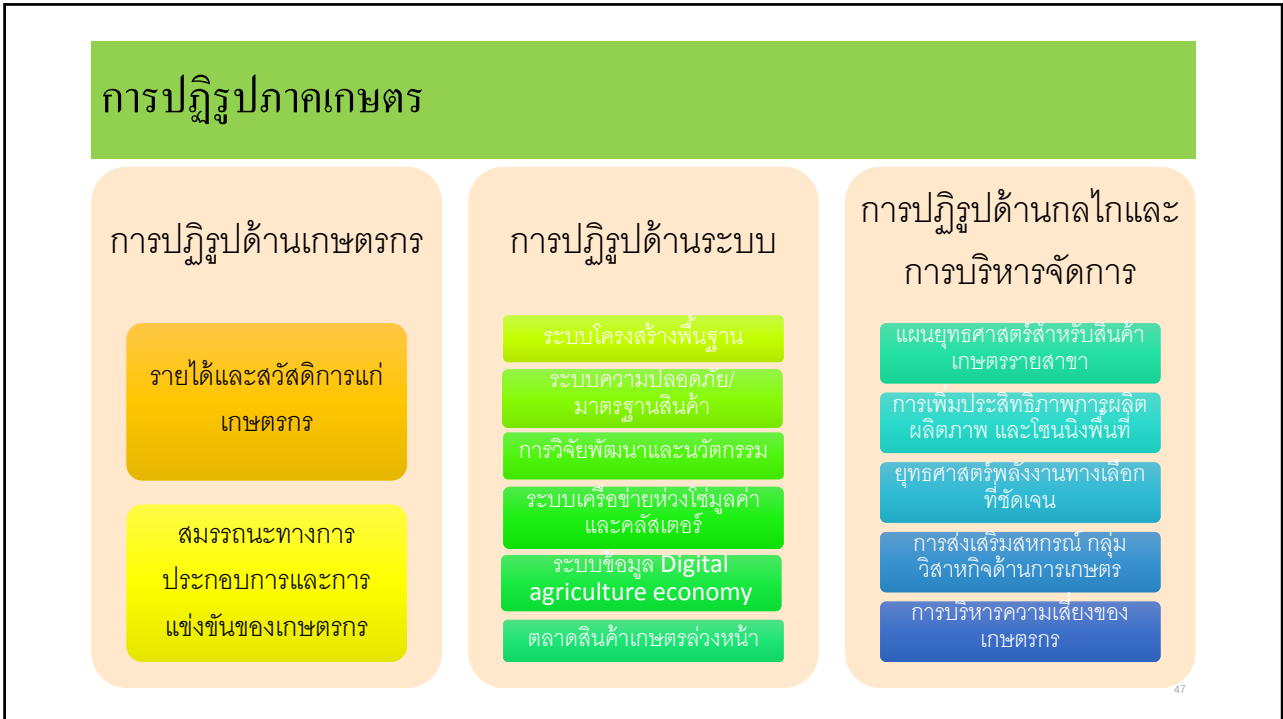 การปฏิรูปภาคเกษตร
การปฏิรูปด้านเกษตรกร
รายได้และสวัสดิการแก่
เกษตรกร
สมรรถนะทางการ
ประกอบการและการ
แข่งขันของเกษตรกร
การปฏิรูปด้านระบบ
ระบบโครงสร้างพื้นฐาน
ระบบความปลอดภัย/
มาตรฐานสินค้า
การวิจัยพัฒนาและนวัตกรรม
ระบบเครือข่ายห่วงโซ่มูลค่า
และคลัสเตอร์
ระบบข้อมูล Digital
agriculture economy
ตลาดสินค้าเกษตรล่วงหน้า
การปฏิรูปด้านกลไกและ
การบริหารจัดการ
แผนยุทธศาสตร์สำหรับสินค้า
เกษตรรายสาขา
การเพิ่มประสิทธิภาพการผลิต
ผลิตภาพ และโซนนิ่งพื้นที่
ยุทธศาสตร์พลังงานทางเลือก
ที่ชัดเจน
การส่งเสริมสหกรณ์ กลุ่ม
วิสาหกิจด้านการเกษตร
การบริหารความเสี่ยงของ
เกษตรกร
47